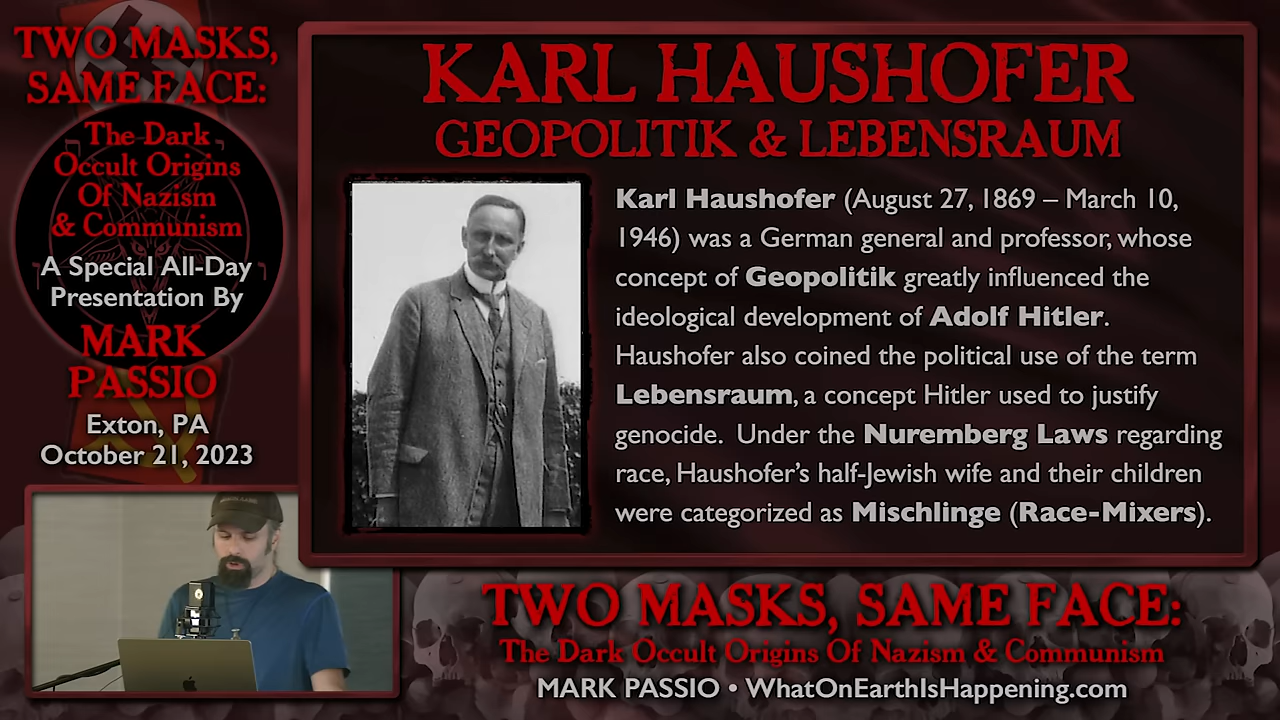 TWO MASKS,
SAME FACE:
The Dark
Occult Origins
Of Nazism
& Communism
A Special All-Day
Presentation By
MARK
PASSIO
Exton, PA
October 21, 2023
KARL HAUSHOFER
GEOPOLITIK & LEBENSRAUM
Karl Haushofer (August 27, 1869 – March 10,
1946) was a German general and professor, whose
concept of Geopolitik greatly influenced the
ideological development of Adolf Hitler.
Haushofer also coined the political use of the term
Lebensraum, a concept Hitler used to justify
genocide. Under the Nuremberg Laws regarding
race, Haushofer's half-Jewish wife and their children
were categorized as Mischlinge (Race-Mixers).
TWO MASKS, SAME FACE:
The Dark Occult Origins Of Nazism & Communism
MARK PASSIO • WhatOnEarthIsHappening.com